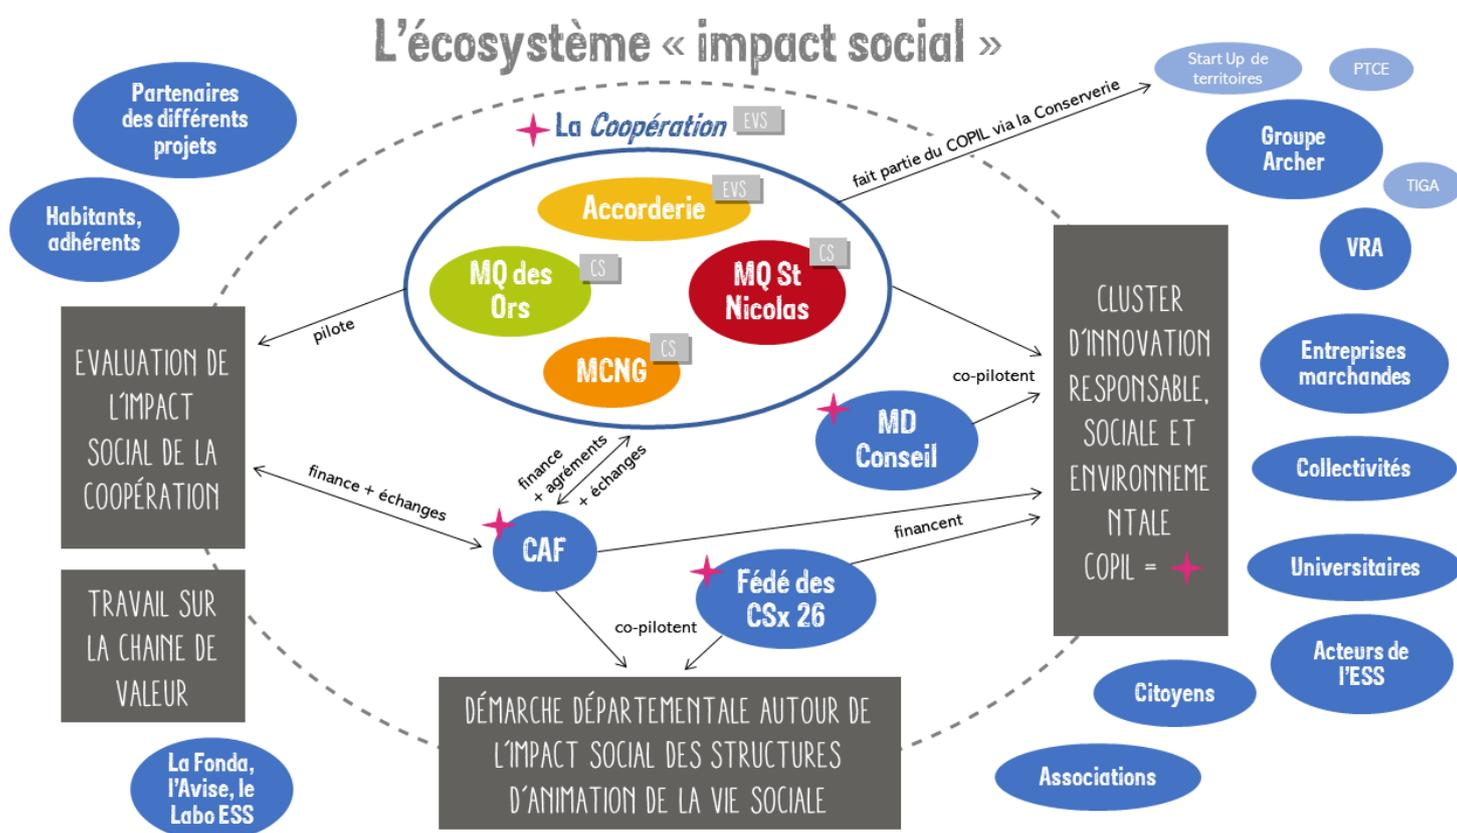 L'écosystème « impact social »
Partenaires
des différents
projets
Habitants,
adhérents
La Coopération
EVS
Accorderie
EVS
MQ des
Ors
CS
MQ St
Nicolas
CS
MCNG
CS
fait partie du COPIL via la Conserverie
Start Up de
territoires
PTCE
Groupe
Archer
TIGA
VRA
Entreprises
marchandes
Collectivités
Universitaires
Acteurs de
l'ESS
Citoyens
Associations
pilote
EVALUATION DE
L'IMPACT
SOCIAL DE LA
COOPÉRATION
finance + échanges
finance
+ agréments
+ échanges
CAF
MD
Conseil
co-pilotent
CLUSTER
D'INNOVATION
RESPONSABLE,
SOCIALE ET
ENVIRONNEME
NTALE
COPIL =
financent
Fédé des
CSx 26
co-pilotent
TRAVAIL SUR
LA CHAINE DE
VALEUR
DÉMARCHE DÉPARTEMENTALE AUTOUR DE
L'IMPACT SOCIAL DES STRUCTURES
D'ANIMATION DE LA VIE SOCIALE
La Fonda,
l'Avise, le
Labo ESS